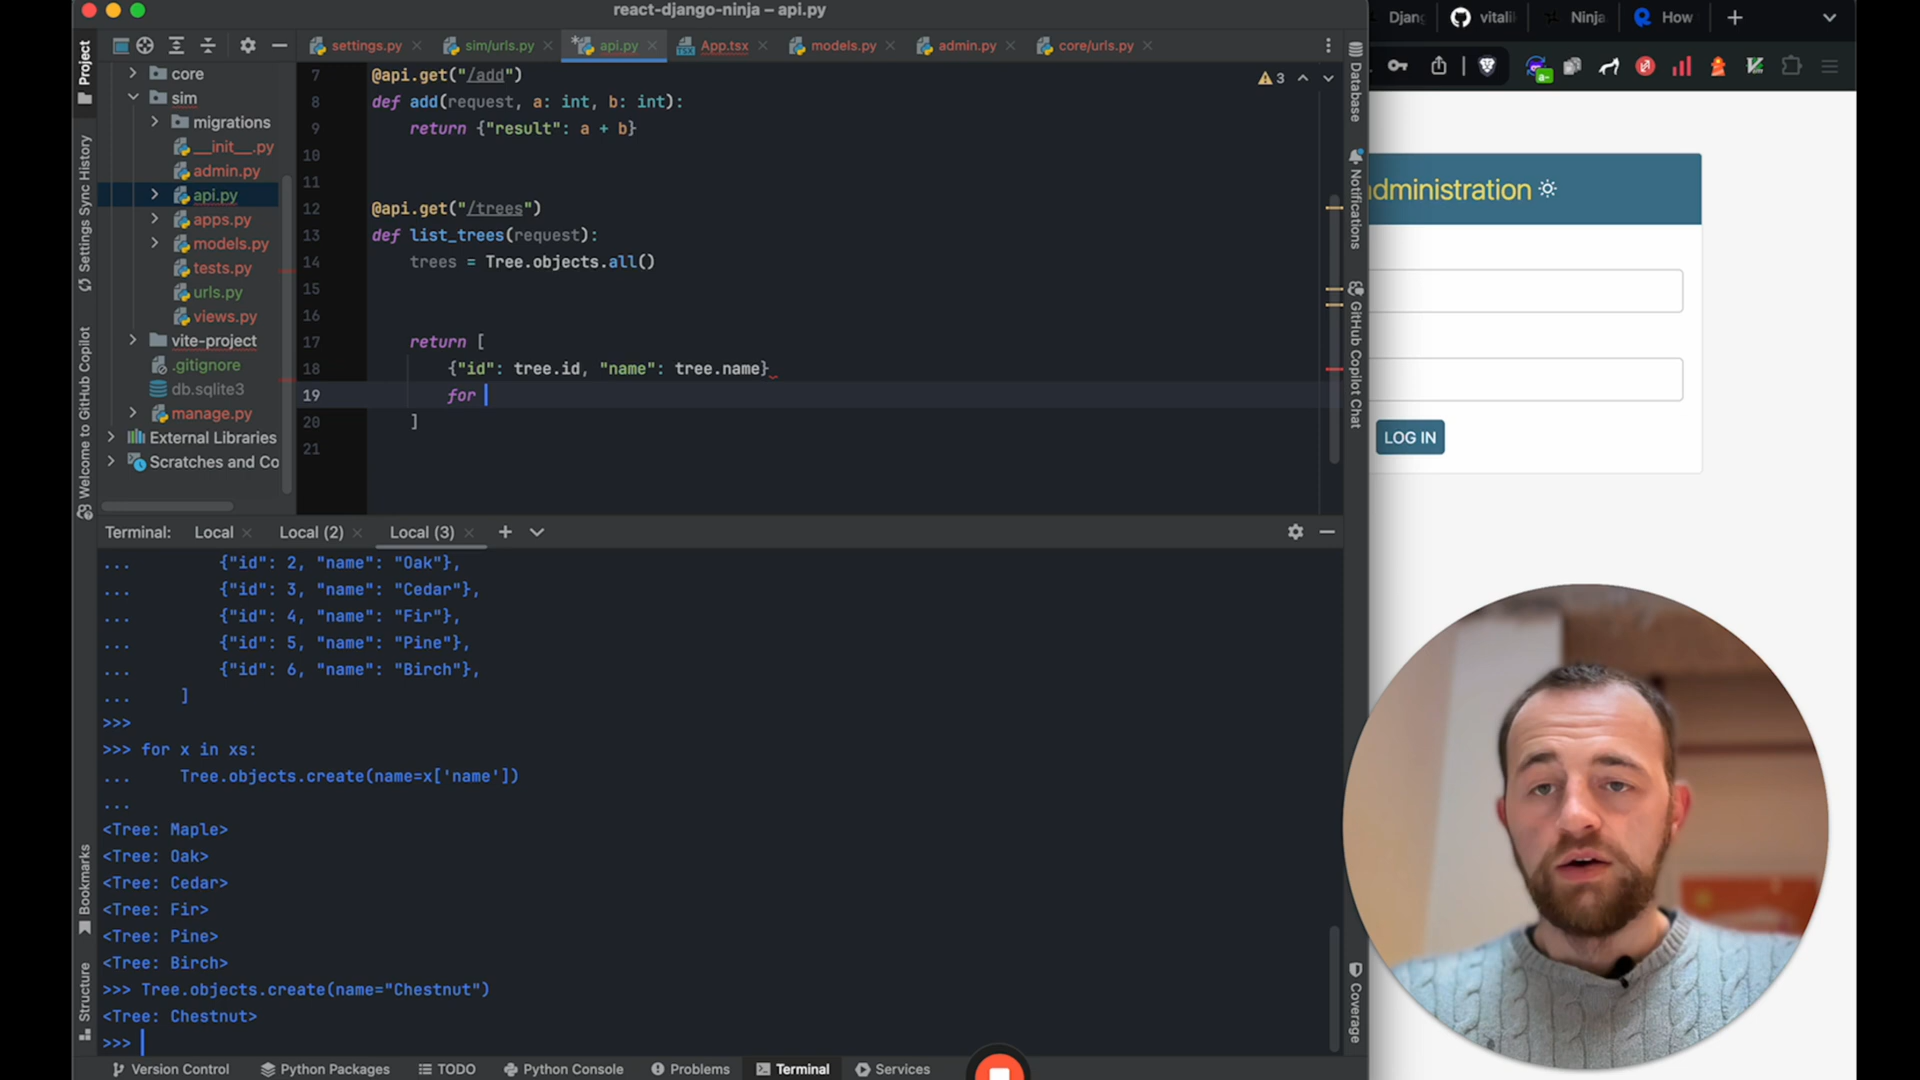 react-django-ninja – api.py
Project
settings.py
sim/urls.py
api.py
App.tsx
models.py
admin.py
core/urls.py
core
sim
migrations
__init__.py
admin.py
api.py
apps.py
models.py
tests.py
urls.py
views.py
vite-project
.gitignore
db.sqlite3
manage.py
External Libraries
Scratches and Co
Settings Sync History
Welcome to GitHub Copilot
Bookmarks
Structure
7 @api.get("/add")
8 def add(request, a: int, b: int):
9 return {"result": a + b}
10
11
12 @api.get("/trees")
13 def list_trees(request):
14 trees = Tree.objects.all()
15
16
17 return [
18 {"id": tree.id, "name": tree.name}
19 for
20 ]
21
3
Database
Notifications
GitHub Copilot Chat
Coverage
Terminal:
Local
Local (2)
Local (3)
... {"id": 2, "name": "Oak"},
... {"id": 3, "name": "Cedar"},
... {"id": 4, "name": "Fir"},
... {"id": 5, "name": "Pine"},
... {"id": 6, "name": "Birch"},
... ]
>>>
>>> for x in xs:
... Tree.objects.create(name=x['name'])
...
<Tree: Maple>
<Tree: Oak>
<Tree: Cedar>
<Tree: Fir>
<Tree: Pine>
<Tree: Birch>
>>> Tree.objects.create(name="Chestnut")
<Tree: Chestnut>
>>>
Version Control
Python Packages
TODO
Python Console
Problems
Terminal
Services
Djang
vitali
Ninja
How
a-
dministration
LOG IN